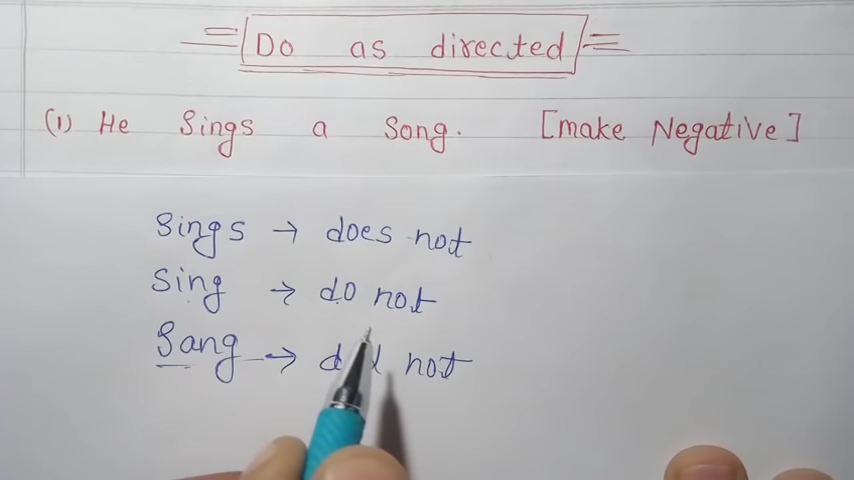 Do as directed
(1) He Sings a Song. [make Negative]
Sings → does not
Sing → do not
Sang → did not